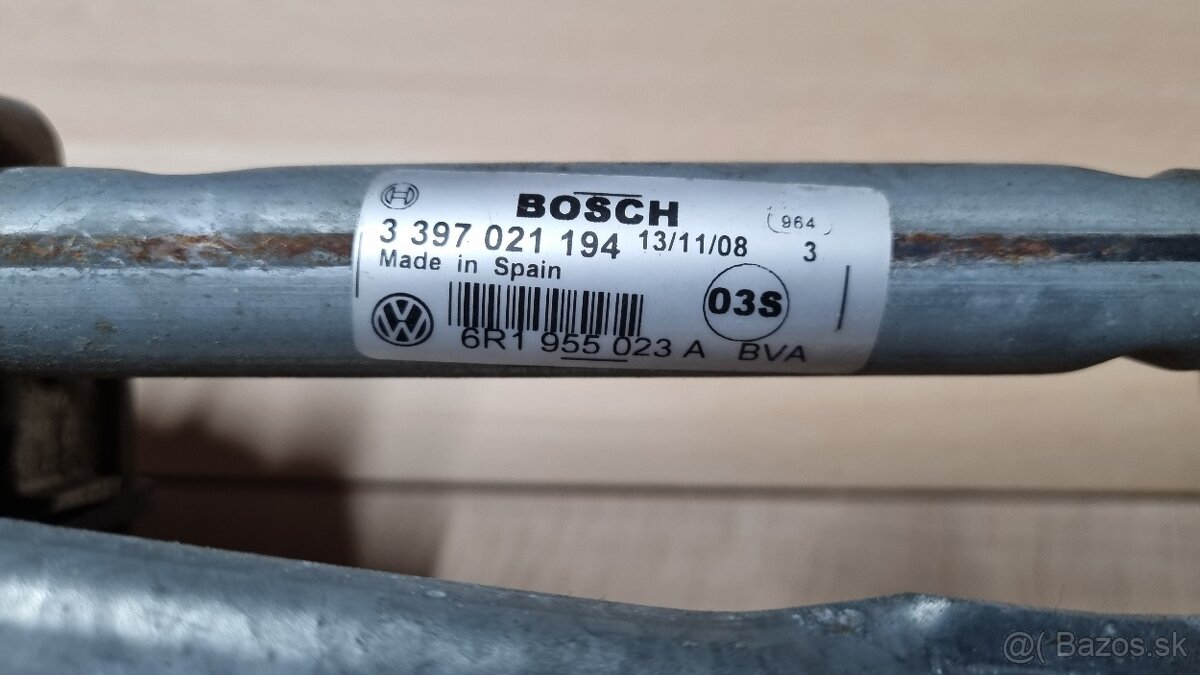 BOSCH
964
3 397 021 194 13/11/08 3
Made in Spain
03S
6R1 955 023 A BVA
@( Bazos.sk